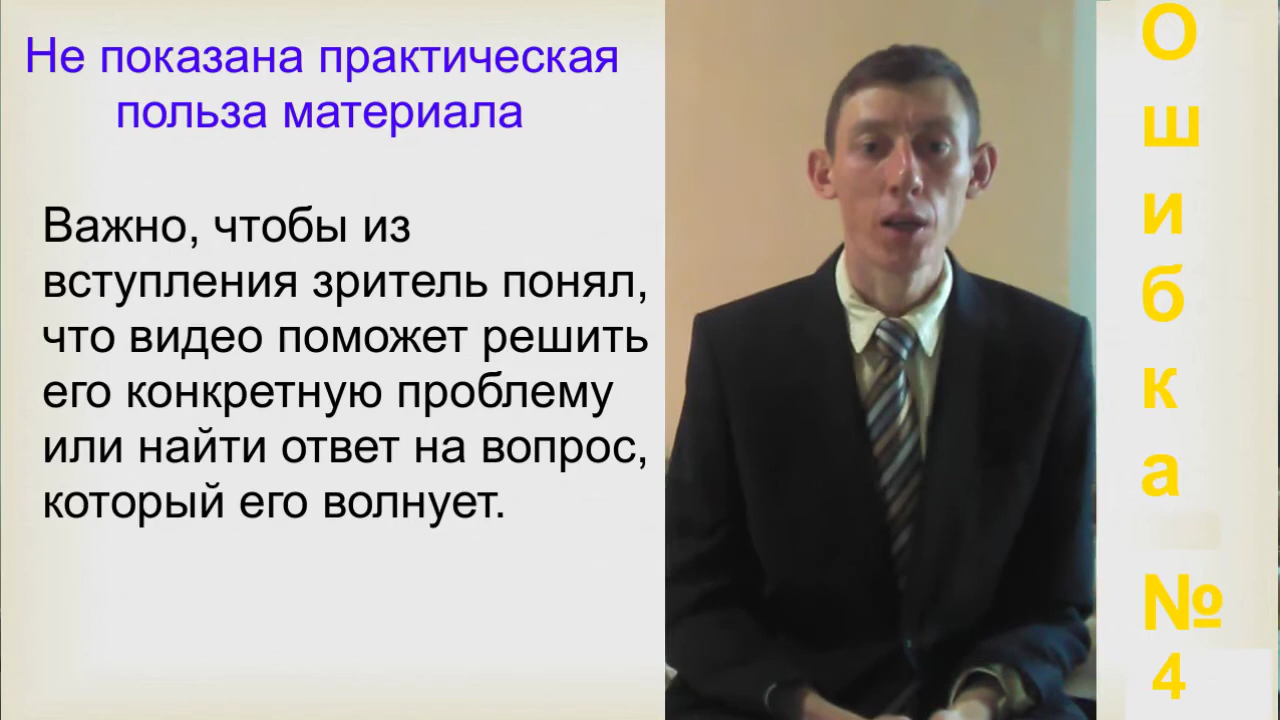 Не показана практическая
польза материала
Важно, чтобы из
вступления зритель понял,
что видео поможет решить
его конкретную проблему
или найти ответ на вопрос,
который его волнует.
Ошибка
№
4